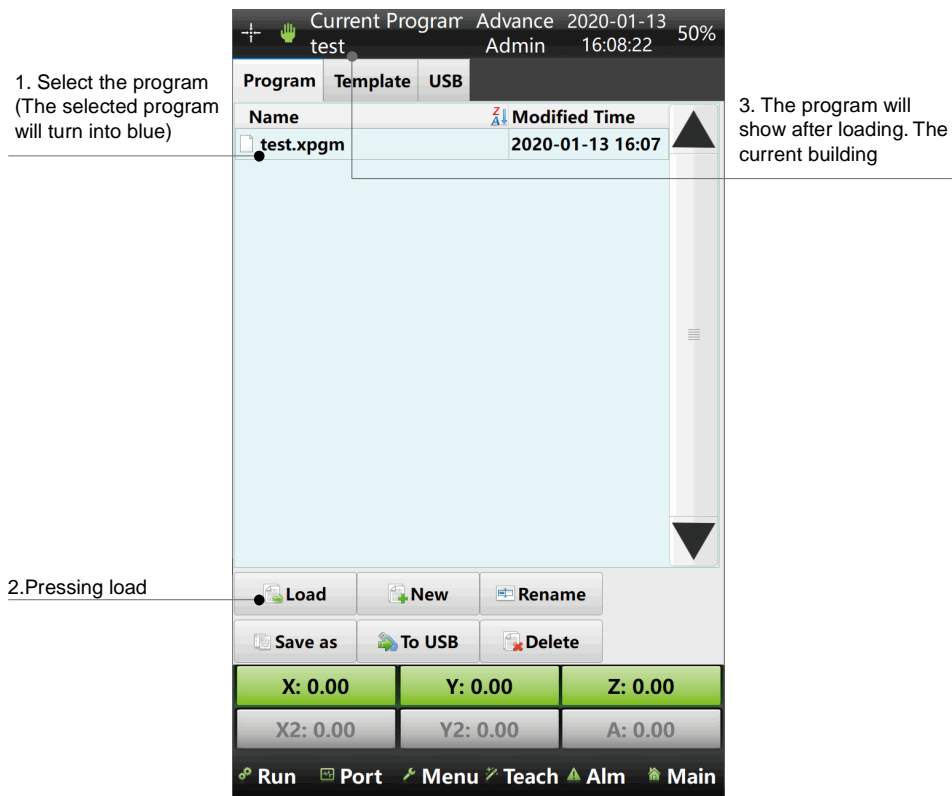 Current Program Advance 2020-01-13 50%
test Admin 16:08:22
1. Select the program
(The selected program
will turn into blue)
Program Template USB
Name Modified Time
test.xpgm 2020-01-13 16:07
3. The program will
show after loading. The
current building
2.Pressing load
Load New Rename
Save as To USB Delete
X: 0.00 Y: 0.00 Z: 0.00
X2: 0.00 Y2: 0.00 A: 0.00
Run Port Menu Teach Alm Main